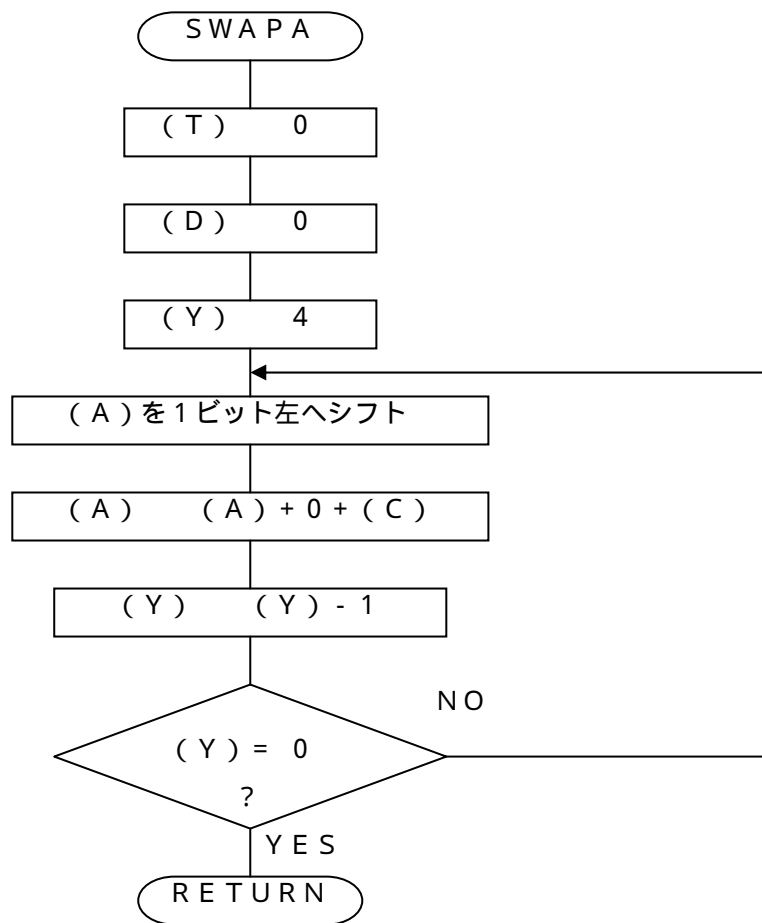 SWAPA
(T)　0
(D)　0
(Y)　4
(A)を1ビット左へシフト
(A)　(A)+0+(C)
(Y)　(Y)-1
NO
(Y)= 0
?
YES
RETURN